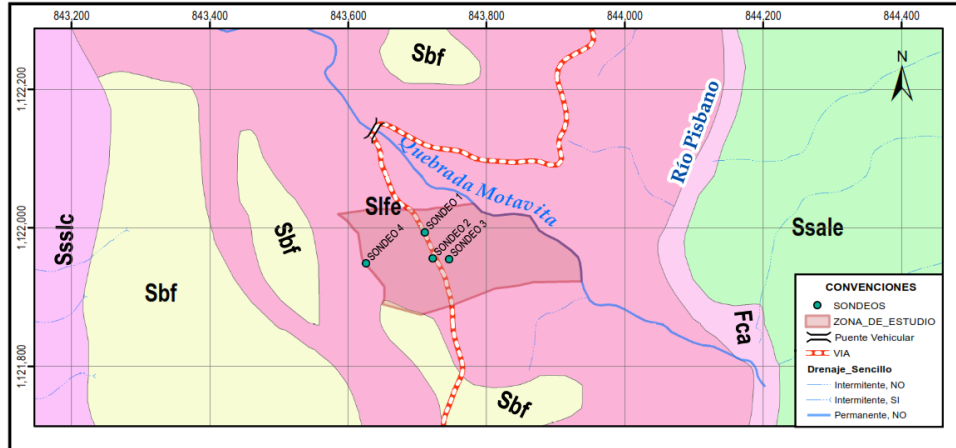 843,200 843,400 843,600 843,800 844,000 844,200 844,400
1,122,200
1,122,000
1,121,800
Sbf
N
Río Pisbano
Quebrada Motavita
Slfe
SONDEO 1
SONDEO 2
SONDEO 3
SONDEO 4
Ssslc
Sbf
Sbf
Ssale
Fca
Sbf
CONVENCIONES
SONDEOS
ZONA_DE_ESTUDIO
Puente Vehicular
VIA
Drenaje_Sencillo
Intermitente, NO
Intermitente, SI
Permanente, NO